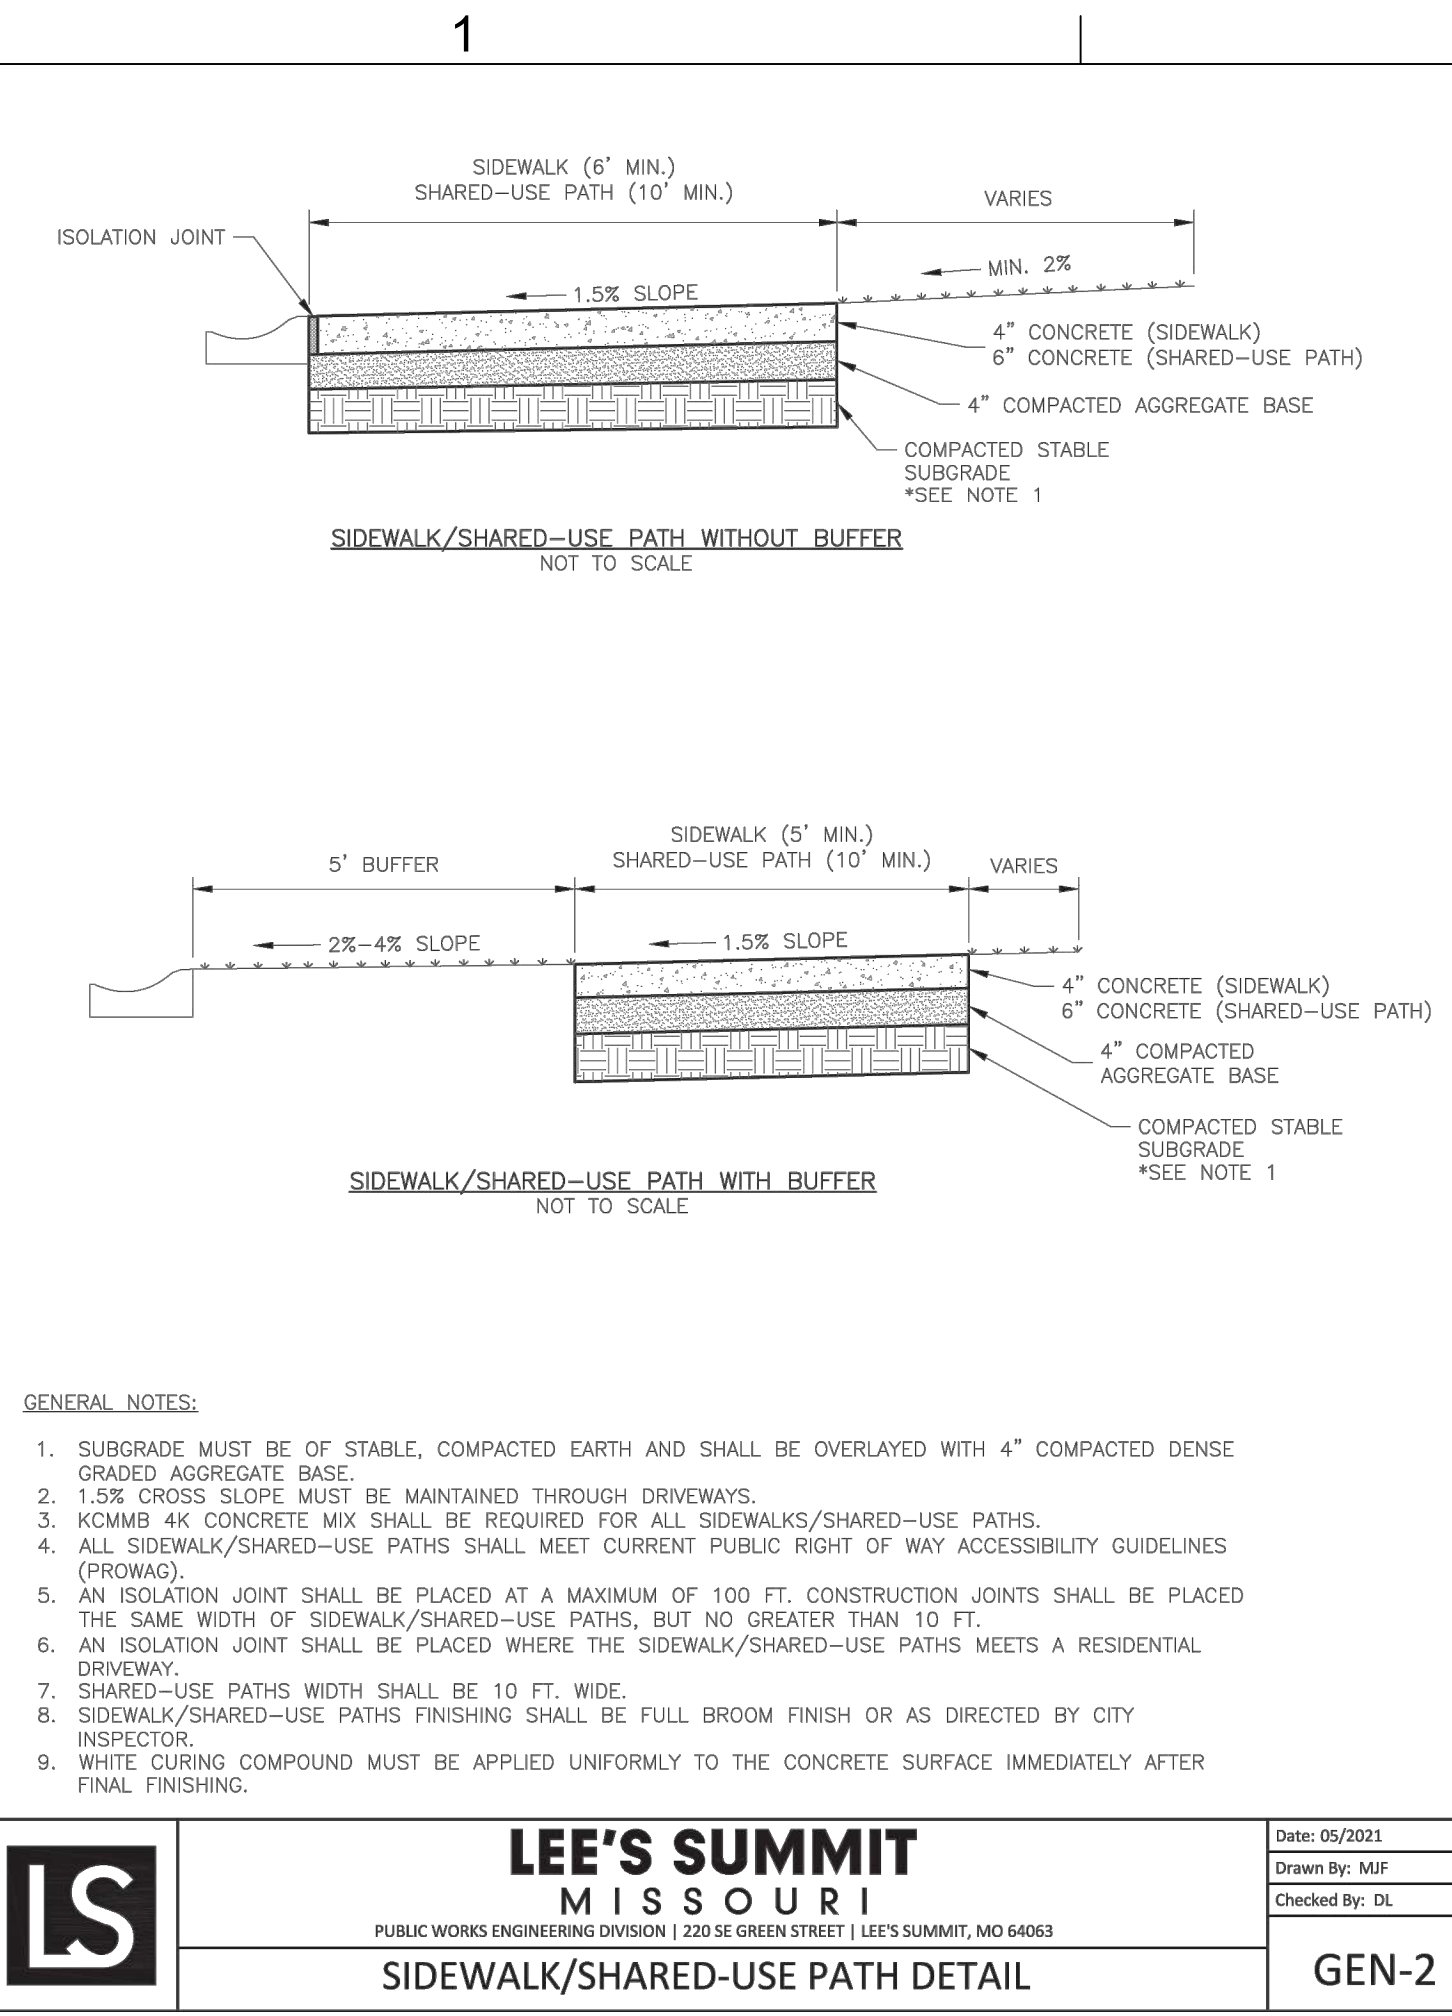 1
SIDEWALK (6' MIN.)
SHARED-USE PATH (10' MIN.)
VARIES
ISOLATION JOINT
MIN. 2%
1.5% SLOPE
4" CONCRETE (SIDEWALK)
6" CONCRETE (SHARED-USE PATH)
4" COMPACTED AGGREGATE BASE
COMPACTED STABLE
SUBGRADE
*SEE NOTE 1
SIDEWALK/SHARED-USE PATH WITHOUT BUFFER
NOT TO SCALE
SIDEWALK (5' MIN.)
SHARED-USE PATH (10' MIN.)
5' BUFFER
VARIES
2%-4% SLOPE
1.5% SLOPE
4" CONCRETE (SIDEWALK)
6" CONCRETE (SHARED-USE PATH)
4" COMPACTED
AGGREGATE BASE
COMPACTED STABLE
SUBGRADE
*SEE NOTE 1
SIDEWALK/SHARED-USE PATH WITH BUFFER
NOT TO SCALE
GENERAL NOTES:
1. SUBGRADE MUST BE OF STABLE, COMPACTED EARTH AND SHALL BE OVERLAYED WITH 4" COMPACTED DENSE
GRADED AGGREGATE BASE.
2. 1.5% CROSS SLOPE MUST BE MAINTAINED THROUGH DRIVEWAYS.
3. KCMMB 4K CONCRETE MIX SHALL BE REQUIRED FOR ALL SIDEWALKS/SHARED-USE PATHS.
4. ALL SIDEWALK/SHARED-USE PATHS SHALL MEET CURRENT PUBLIC RIGHT OF WAY ACCESSIBILITY GUIDELINES
(PROWAG).
5. AN ISOLATION JOINT SHALL BE PLACED AT A MAXIMUM OF 100 FT. CONSTRUCTION JOINTS SHALL BE PLACED
THE SAME WIDTH OF SIDEWALK/SHARED-USE PATHS, BUT NO GREATER THAN 10 FT.
6. AN ISOLATION JOINT SHALL BE PLACED WHERE THE SIDEWALK/SHARED-USE PATHS MEETS A RESIDENTIAL
DRIVEWAY.
7. SHARED-USE PATHS WIDTH SHALL BE 10 FT. WIDE.
8. SIDEWALK/SHARED-USE PATHS FINISHING SHALL BE FULL BROOM FINISH OR AS DIRECTED BY CITY
INSPECTOR.
9. WHITE CURING COMPOUND MUST BE APPLIED UNIFORMLY TO THE CONCRETE SURFACE IMMEDIATELY AFTER
FINAL FINISHING.
LS
LEE'S SUMMIT
MISSOURI
PUBLIC WORKS ENGINEERING DIVISION | 220 SE GREEN STREET | LEE'S SUMMIT, MO 64063
SIDEWALK/SHARED-USE PATH DETAIL
Date: 05/2021
Drawn By: MJF
Checked By: DL
GEN-2